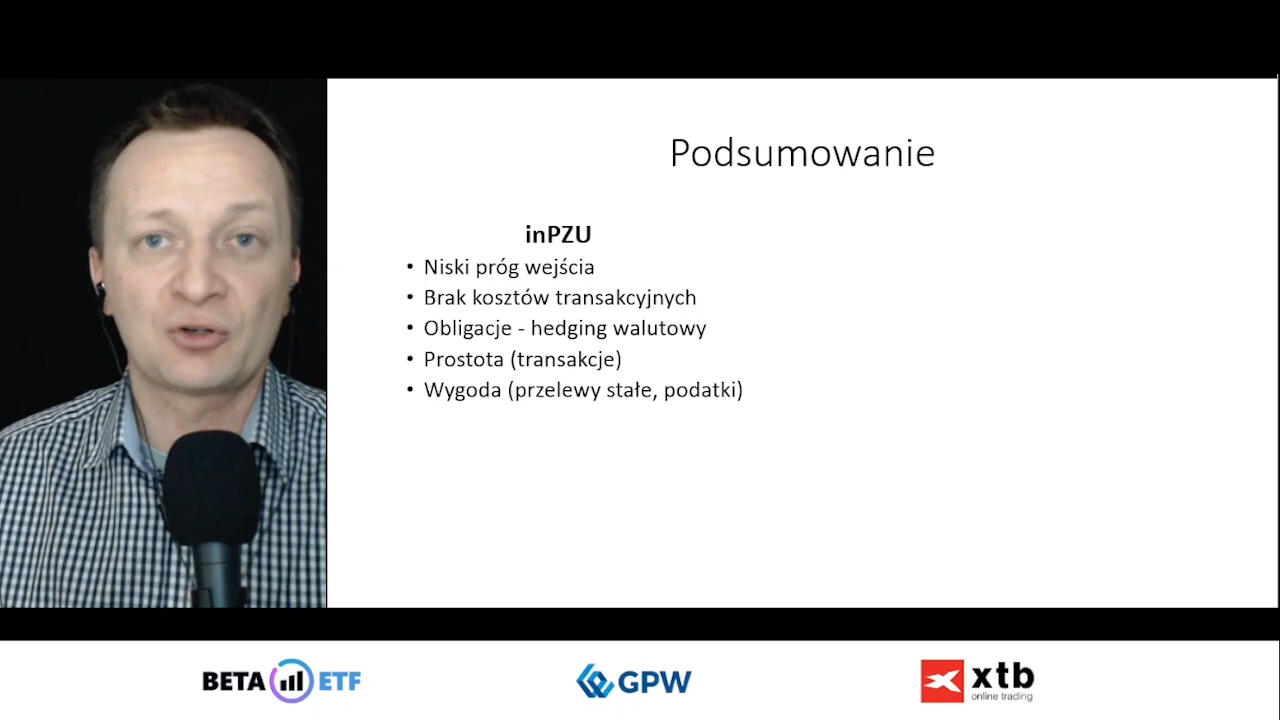 Podsumowanie
inPZU
• Niski próg wejścia
• Brak kosztów transakcyjnych
• Obligacje - hedging walutowy
• Prostota (transakcje)
• Wygoda (przelewy stałe, podatki)
BETA ETF
GPW
xtb
online trading